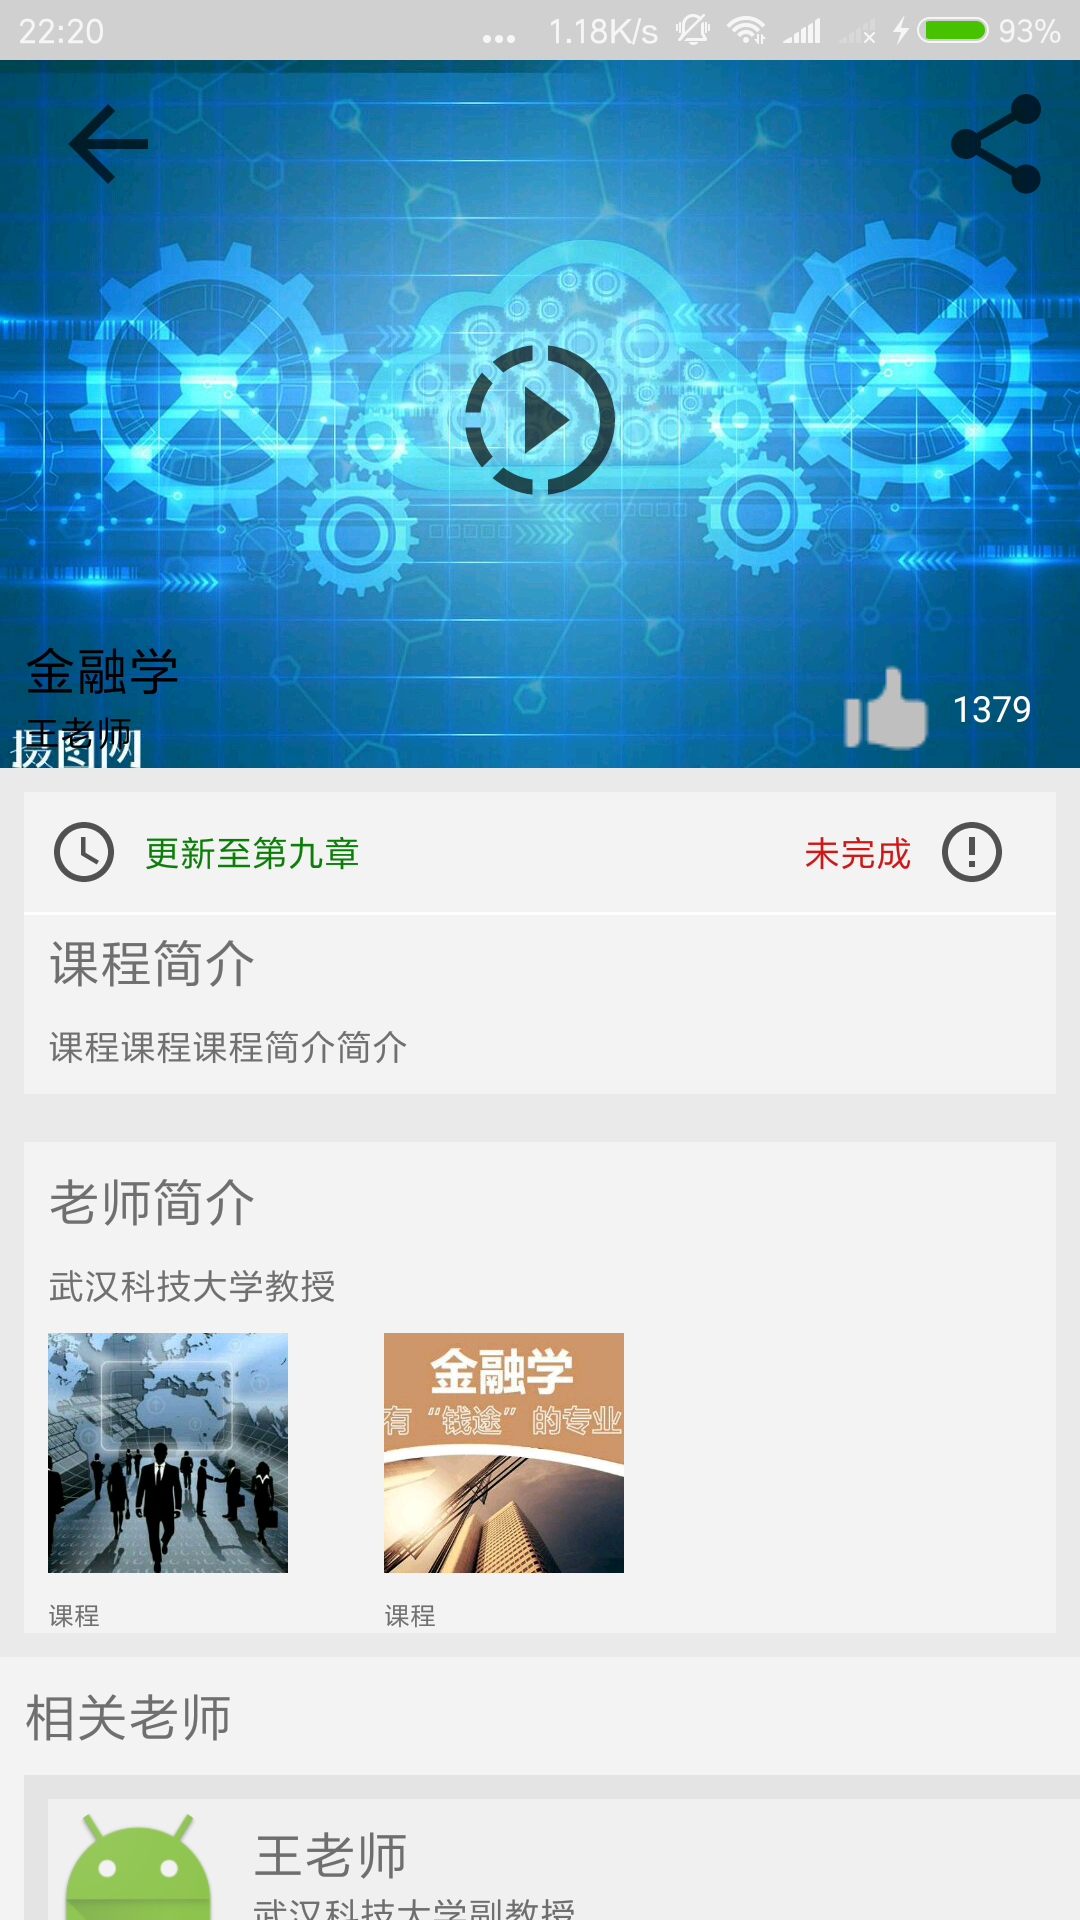 22:20 ... 1.18K/s 93%
金融学
王老师
摄图网
1379
更新至第九章 未完成
课程简介
课程课程课程简介简介
老师简介
武汉科技大学教授
金融学
有“钱途”的专业
课程 课程
相关老师
王老师
武汉科技大学副教授